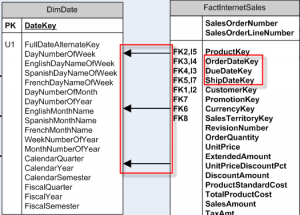 DimDate
PK DateKey
U1 FullDateAlternateKey
DayNumberOfWeek
EnglishDayNameOfWeek
SpanishDayNameOfWeek
FrenchDayNameOfWeek
DayNumberOfMonth
DayNumberOfYear
EnglishMonthName
SpanishMonthName
FrenchMonthName
WeekNumberOfYear
MonthNumberOfYear
CalendarQuarter
CalendarYear
CalendarSemester
FiscalQuarter
FiscalYear
FiscalSemester
FactInternetSales
SalesOrderNumber
SalesOrderLineNumber
FK2,I5 ProductKey
FK3,I4 OrderDateKey
FK4,I3 DueDateKey
FK5,I7 ShipDateKey
FK1,I2 CustomerKey
FK7 PromotionKey
FK6 CurrencyKey
FK8 SalesTerritoryKey
RevisionNumber
OrderQuantity
UnitPrice
ExtendedAmount
UnitPriceDiscountPct
DiscountAmount
ProductStandardCost
TotalProductCost
SalesAmount
TaxAmt